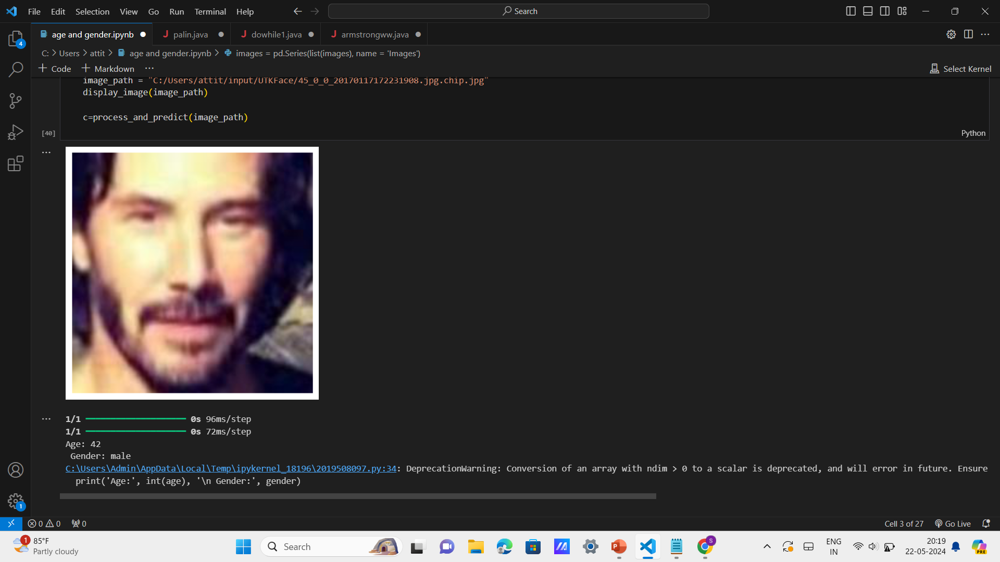 File Edit Selection View Go Run Terminal Help Search
age and gender.ipynb palin.java dowhile1.java armstrongww.java
C: > Users > attit > age and gender.ipynb > images = pd.Series(list(images), name = 'Images')
+ Code + Markdown ... Select Kernel
image_path = "C:/Users/attit/input/UTKFace/45_0_0_20170117172231908.jpg.chip.jpg"
display_image(image_path)
c=process_and_predict(image_path)
[40] Python
1/1 0s 96ms/step
1/1 0s 72ms/step
Age: 42
Gender: male
C:\Users\Admin\AppData\Local\Temp\ipykernel_18196\2019508097.py:34: DeprecationWarning: Conversion of an array with ndim > 0 to a scalar is deprecated, and will error in future. Ensure
print('Age:', int(age), '\n Gender:', gender)
4
1
0 0 0 Cell 3 of 27 Go Live
1 85°F
Partly cloudy
Search
P
S
ENG
IN
20:19
22-05-2024
PRE